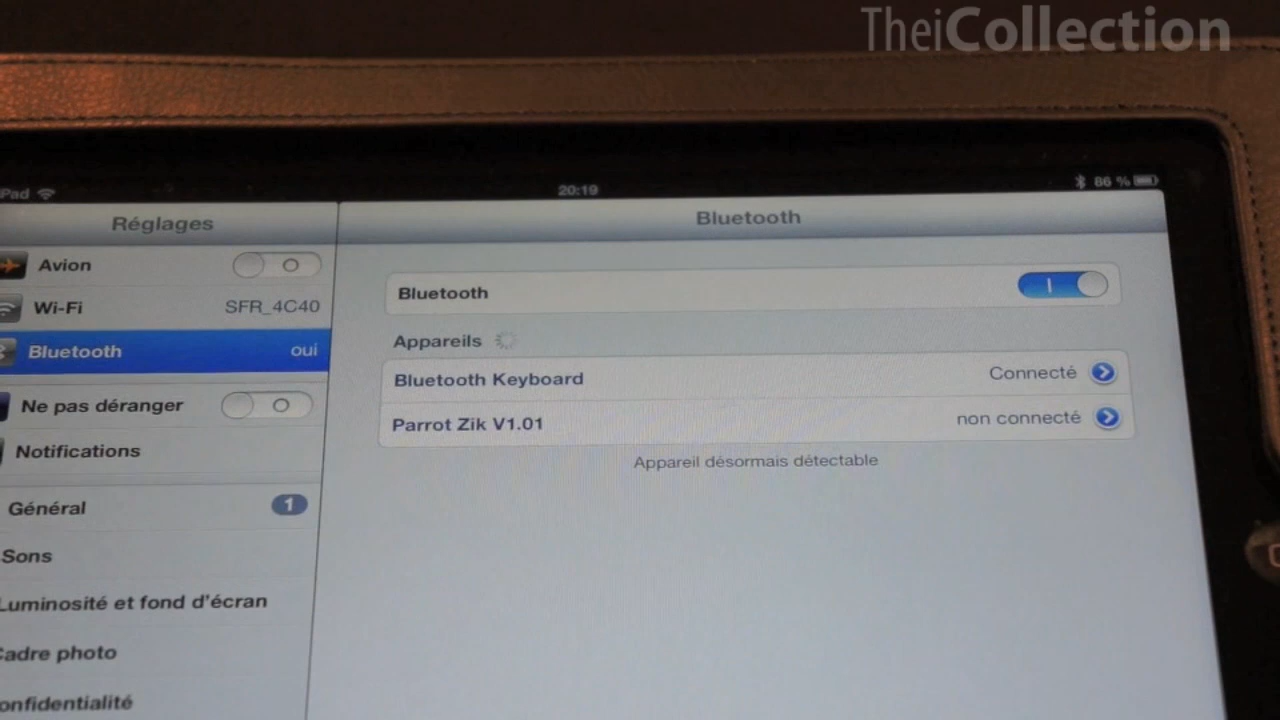 TheiCollection
Pad 20:19 86 %
Réglages
Avion
Wi-Fi SFR_4C40
Bluetooth oui
Ne pas déranger
Notifications
Général 1
Sons
Luminosité et fond d'écran
Cadre photo
onfidentialité
Bluetooth
Bluetooth
Appareils
Bluetooth Keyboard Connecté
Parrot Zik V1.01 non connecté
Appareil désormais détectable